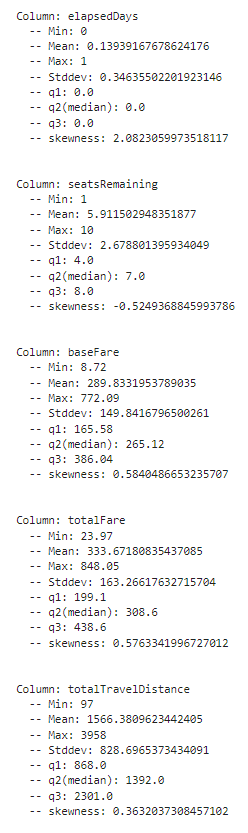 Column: elapsedDays
-- Min: 0
-- Mean: 0.13939167678624176
-- Max: 1
-- Stddev: 0.34635502201923146
-- q1: 0.0
-- q2(median): 0.0
-- q3: 0.0
-- skewness: 2.0823059973518117
Column: seatsRemaining
-- Min: 1
-- Mean: 5.911502948351877
-- Max: 10
-- Stddev: 2.678801395934049
-- q1: 4.0
-- q2(median): 7.0
-- q3: 8.0
-- skewness: -0.5249368845993786
Column: baseFare
-- Min: 8.72
-- Mean: 289.8331953789035
-- Max: 772.09
-- Stddev: 149.8416796500261
-- q1: 165.58
-- q2(median): 265.12
-- q3: 386.04
-- skewness: 0.5840486653235707
Column: totalFare
-- Min: 23.97
-- Mean: 333.67180835437085
-- Max: 848.05
-- Stddev: 163.26617632715704
-- q1: 199.1
-- q2(median): 308.6
-- q3: 438.6
-- skewness: 0.5763341996727012
Column: totalTravelDistance
-- Min: 97
-- Mean: 1566.3809623442405
-- Max: 3958
-- Stddev: 828.6965373434091
-- q1: 868.0
-- q2(median): 1392.0
-- q3: 2301.0
-- skewness: 0.3632037308457102